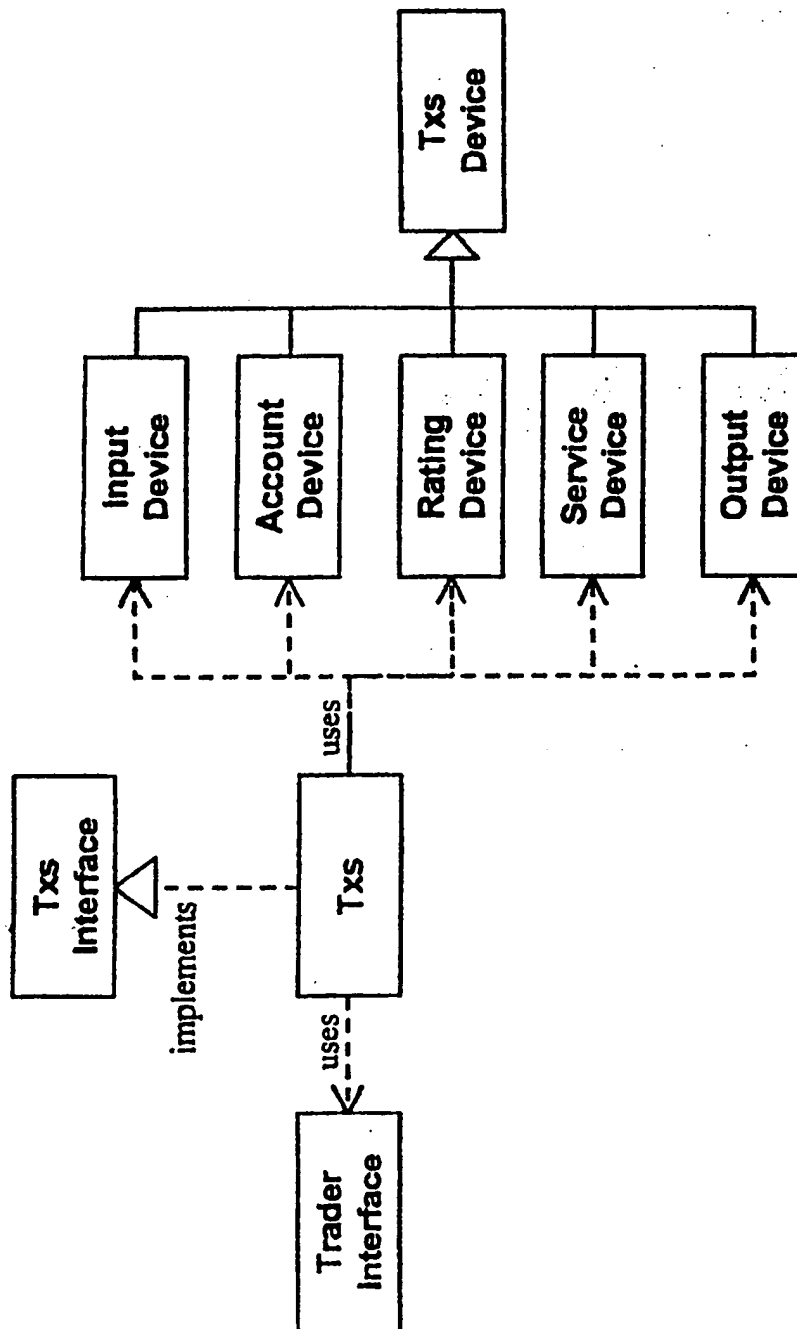 Trader
Interface
uses
Txs
implements
Txs
Interface
uses
Input
Device
Account
Device
Rating
Device
Service
Device
Output
Device
Txs
Device